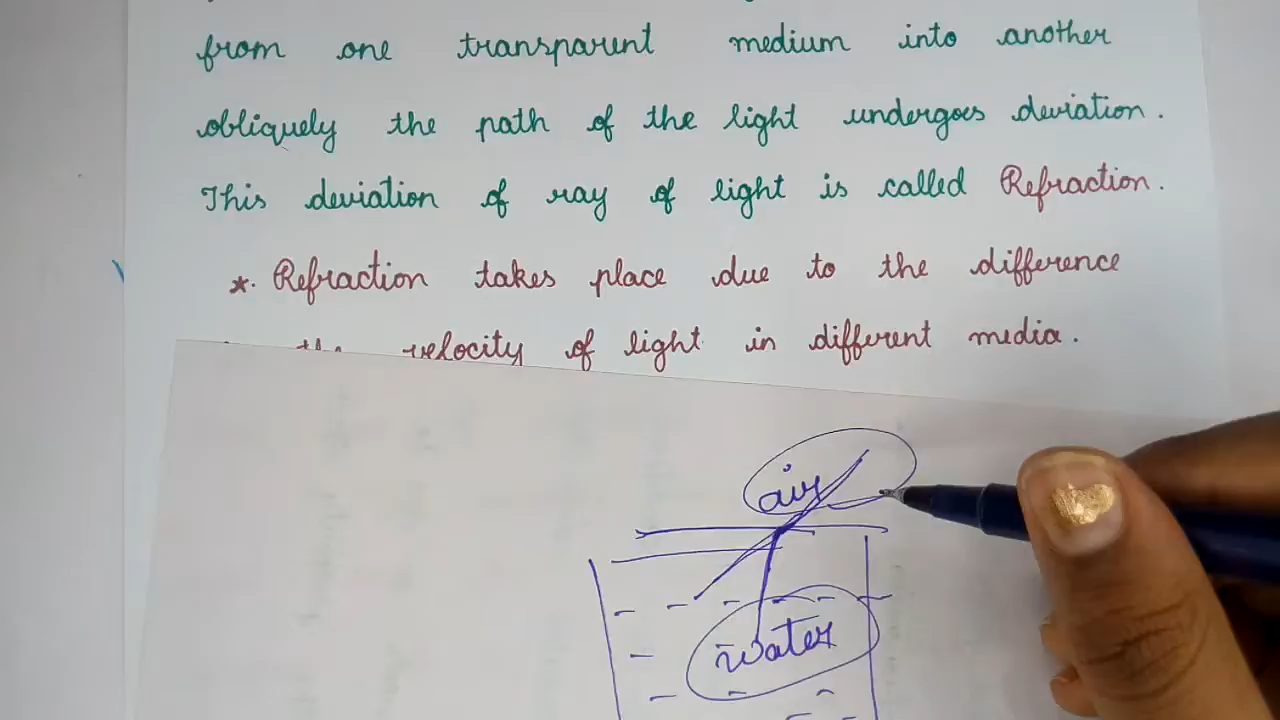 from one transparent medium into another
obliquely the path of the light undergoes deviation.
This deviation of ray of light is called Refraction.
*. Refraction takes place due to the difference
the velocity of light in different media.
air
water